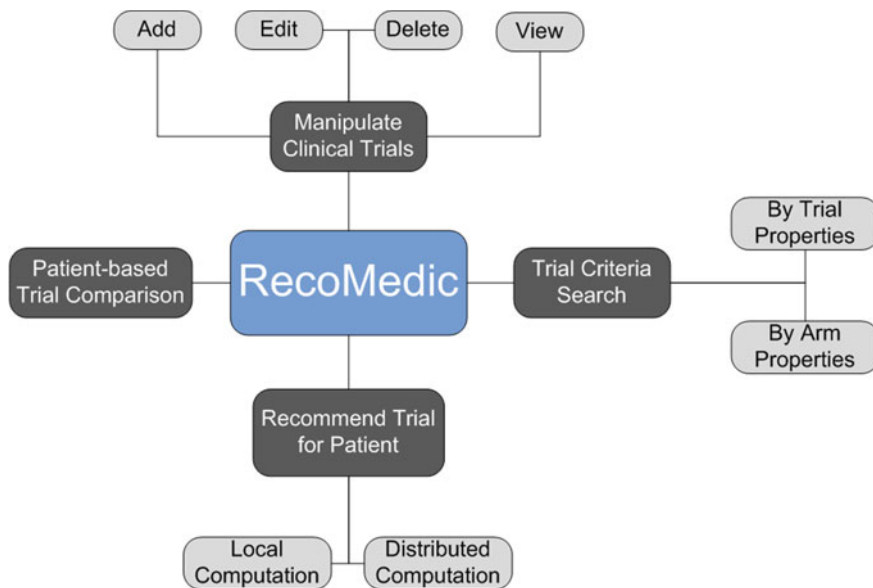 Add
Edit
Delete
View
Manipulate
Clinical Trials
By Trial
Properties
Patient-based
Trial Comparison
RecoMedic
Trial Criteria
Search
By Arm
Properties
Recommend Trial
for Patient
Local
Computation
Distributed
Computation